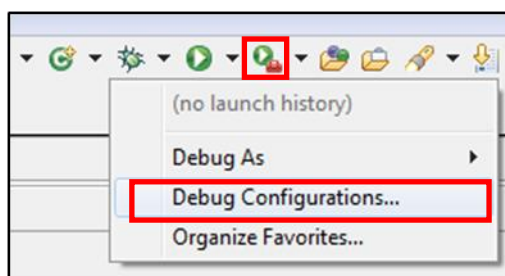 (no launch history)
Debug As
Debug Configurations...
Organize Favorites...